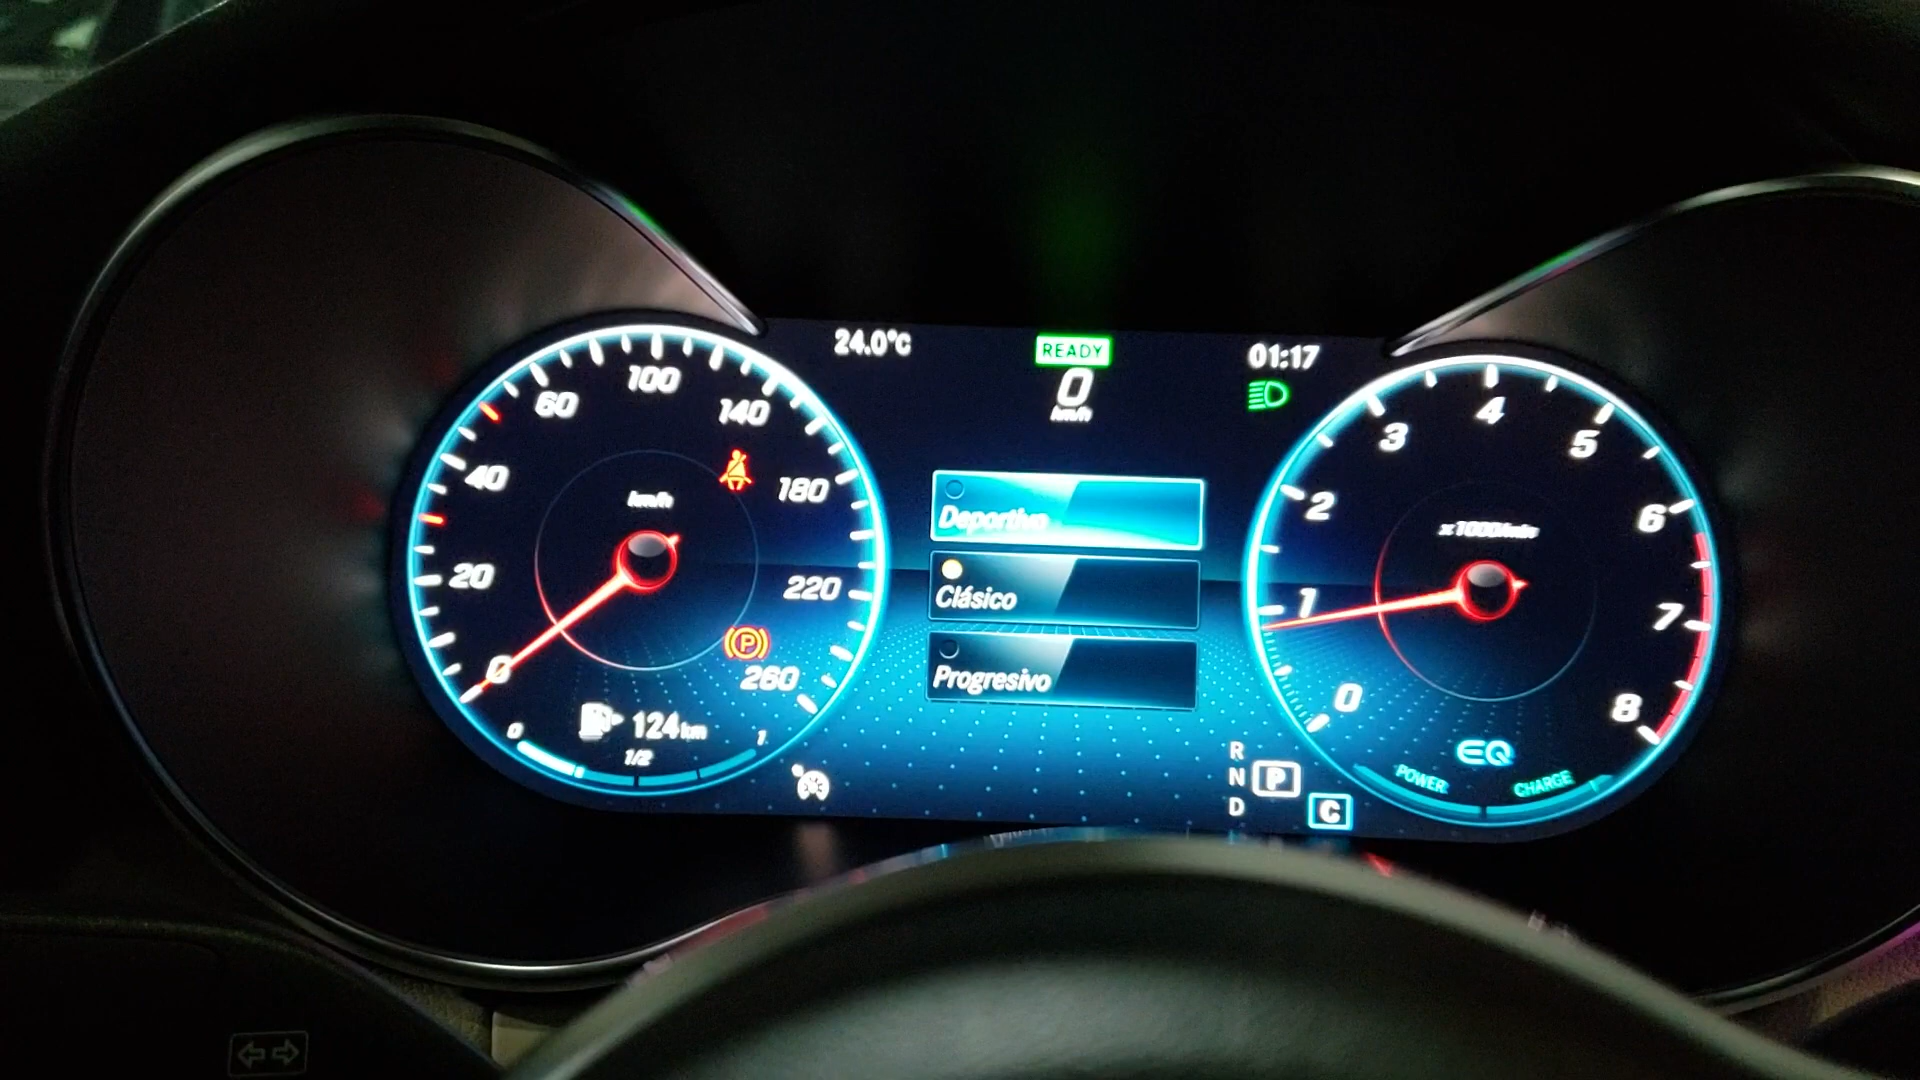 24.0°C
READY
01:17
0
km/h
Deportivo
Clásico
Progresivo
0
20
40
60
100
140
180
220
260
km/h
P
124 km
0
1/2
1
R
N
P
D
C
0
1
2
3
4
5
6
7
8
x1000/min
EQ
POWER
CHARGE